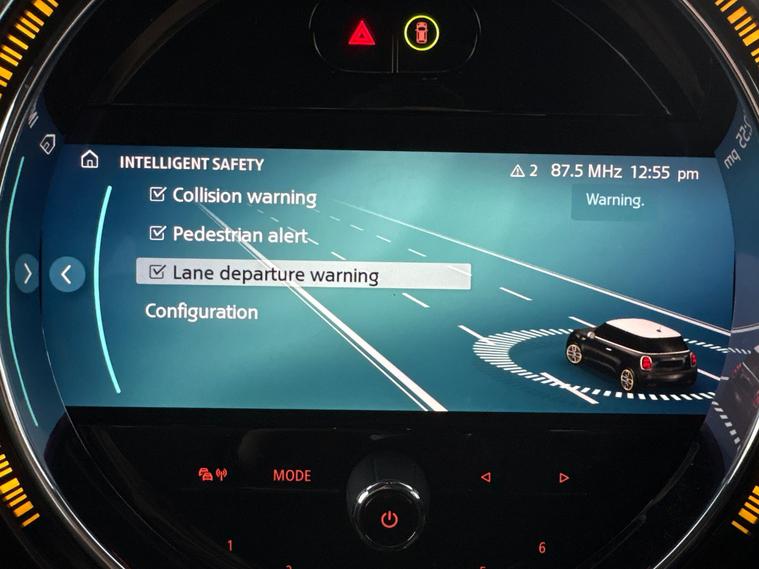 INTELLIGENT SAFETY
2 87.5 MHz 12:55 pm
Collision warning
Warning.
Pedestrian alert
Lane departure warning
Configuration
MODE
1
6